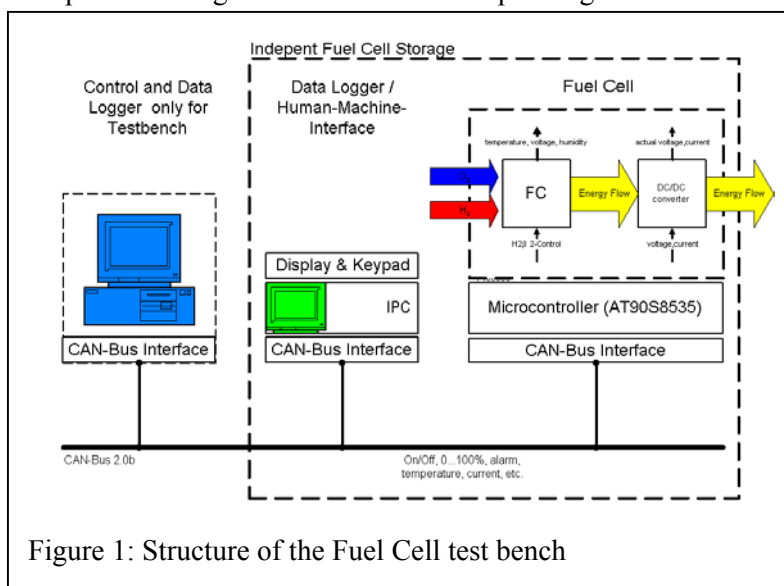 Indepent Fuel Cell Storage
Control and Data
Logger only for
Testbench
Data Logger /
Human-Machine-
Interface
Fuel Cell
temperature, voltage, humidity
actual voltage,current
O2
H2
FC
Energy Flow
DC/DC
converter
Energy Flow
voltage,current
Display & Keypad
IPC
Microcontroller (AT90S8535)
CAN-Bus Interface
CAN-Bus Interface
CAN-Bus Interface
CAN-Bus 2.0b
On/Off, 0...100%, alarm,
temperature, current, etc.
Figure 1: Structure of the Fuel Cell test bench